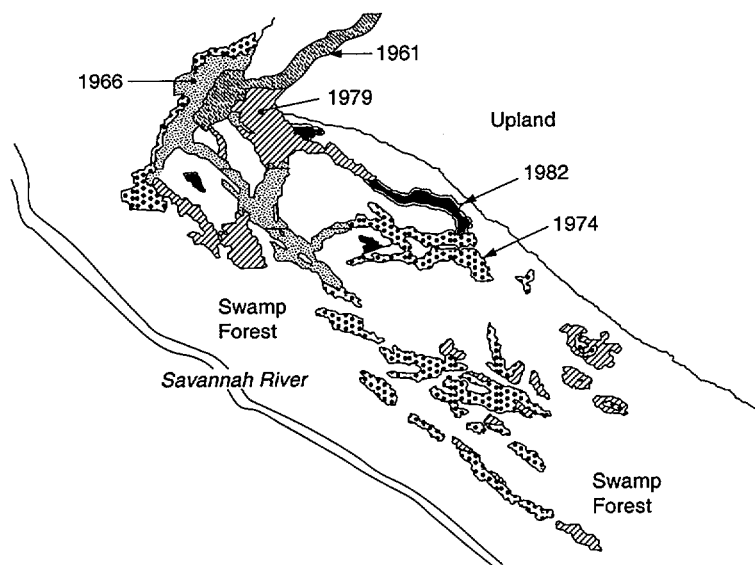 1961
1966
1979
Upland
1982
1974
Swamp
Forest
Savannah River
Swamp
Forest